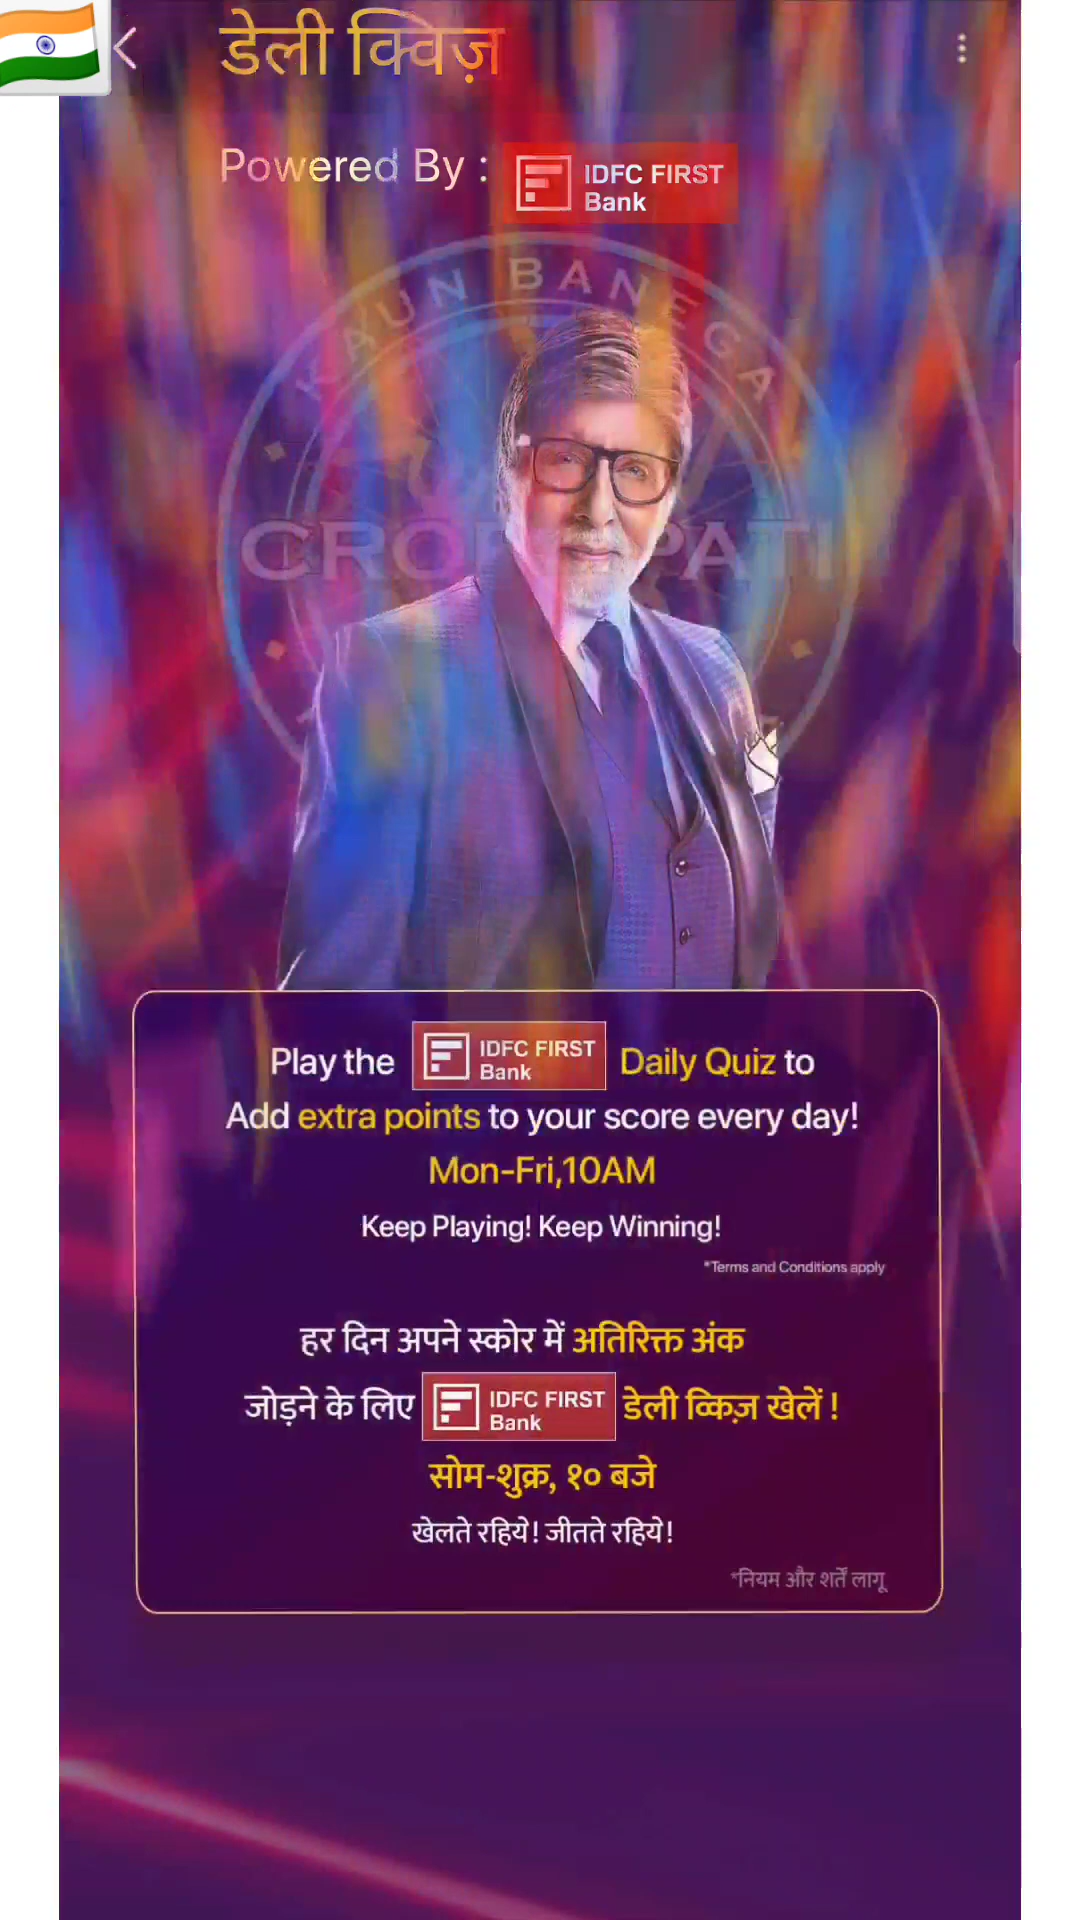 डेली क्विज़
Powered By : IDFC FIRST Bank
KAUN BANEGA
CRO PATI
Play the IDFC FIRST Bank Daily Quiz to
Add extra points to your score every day!
Mon-Fri,10AM
Keep Playing! Keep Winning!
*Terms and Conditions apply
हर दिन अपने स्कोर में अतिरिक्त अंक
जोड़ने के लिए IDFC FIRST Bank डेली क्विज़ खेलें !
सोम-शुक्र, १० बजे
खेलते रहिये! जीतते रहिये!
*नियम और शर्तें लागू